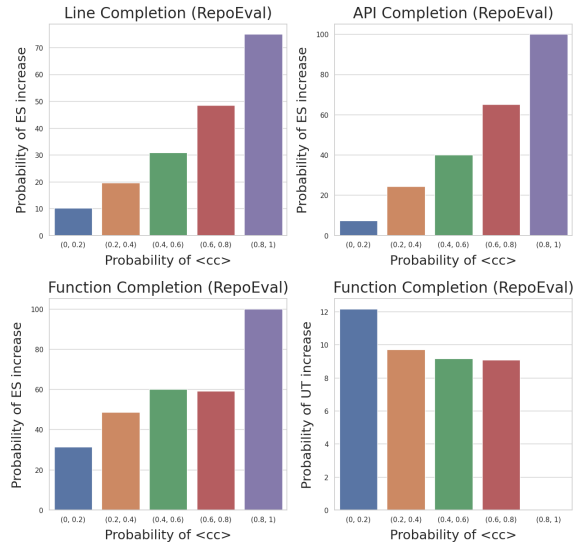 Line Completion (RepoEval)
Probability of ES increase
70
60
50
40
30
20
10
0
(0, 0.2) (0.2, 0.4) (0.4, 0.6) (0.6, 0.8) (0.8, 1)
Probability of <cc>
API Completion (RepoEval)
Probability of ES increase
100
80
60
40
20
0
(0, 0.2) (0.2, 0.4) (0.4, 0.6) (0.6, 0.8) (0.8, 1)
Probability of <cc>
Function Completion (RepoEval)
Probability of ES increase
100
80
60
40
20
0
(0, 0.2) (0.2, 0.4) (0.4, 0.6) (0.6, 0.8) (0.8, 1)
Probability of <cc>
Function Completion (RepoEval)
Probability of UT increase
12
10
8
6
4
2
0
(0, 0.2) (0.2, 0.4) (0.4, 0.6) (0.6, 0.8) (0.8, 1)
Probability of <cc>